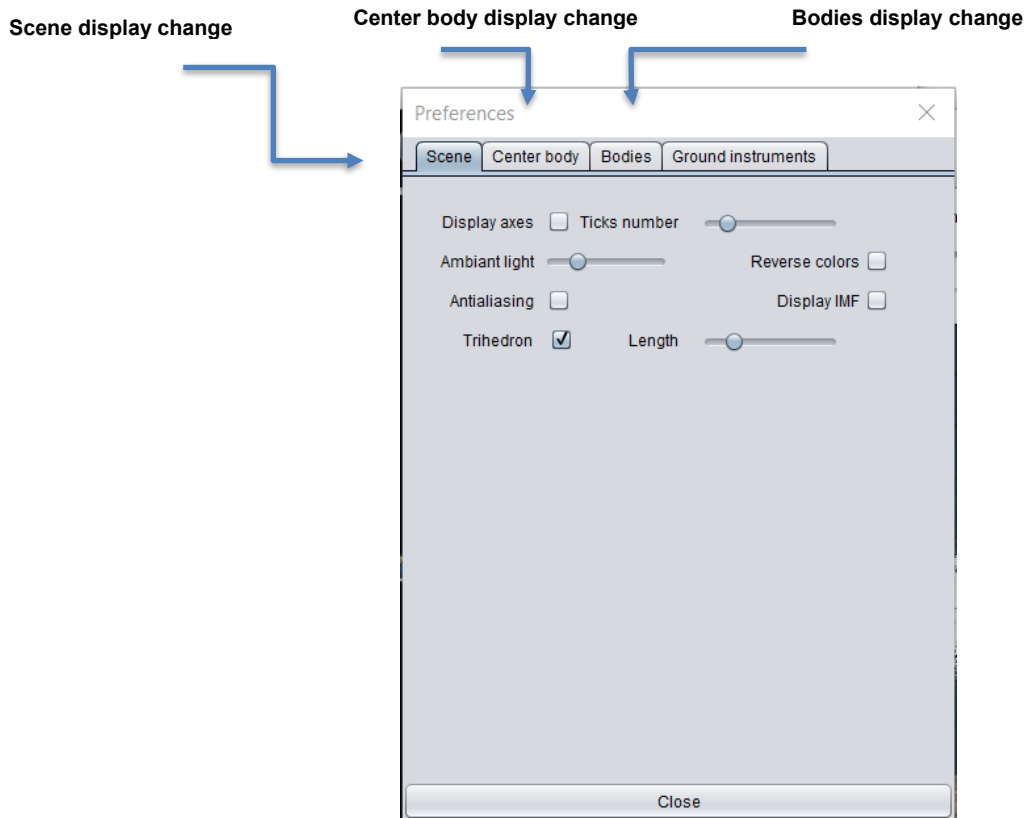 Scene display change
Center body display change
Bodies display change
Preferences
Scene Center body Bodies Ground instruments
Display axes Ticks number
Ambiant light Reverse colors
Antialiasing Display IMF
Trihedron Length
Close